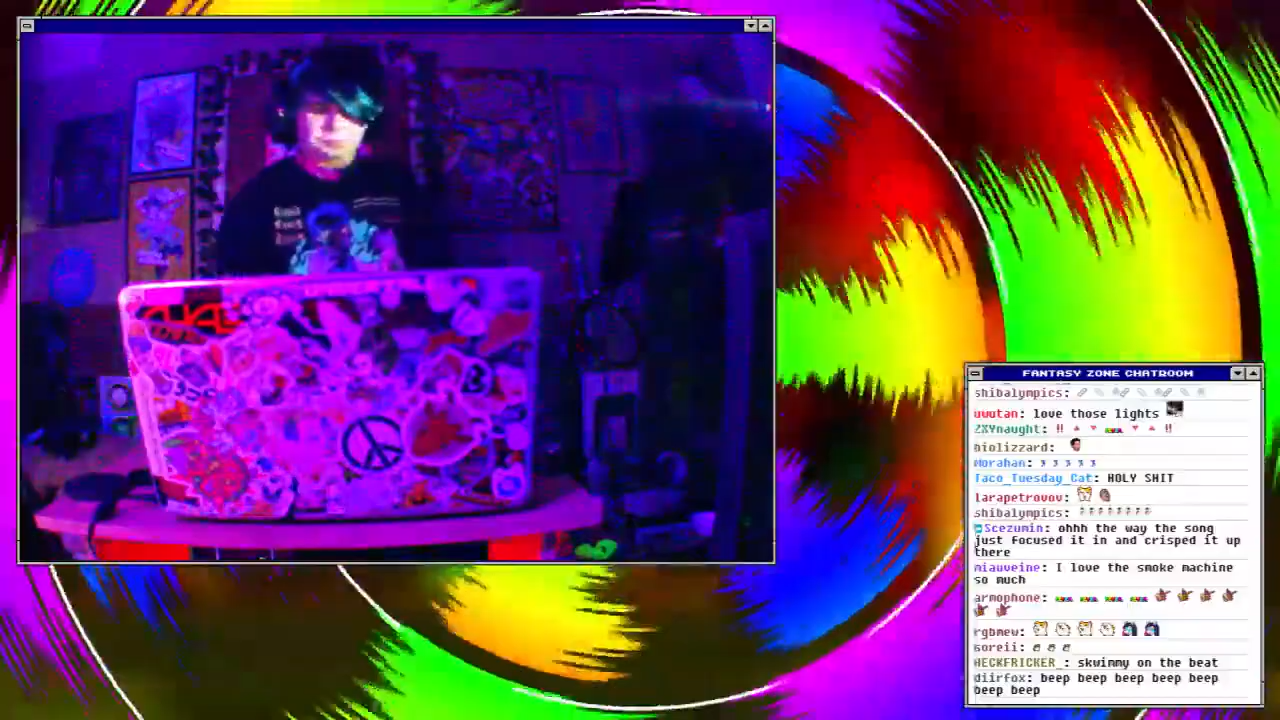 FANTASY ZONE CHATROOM
shibalympics:
uuutan: love those lights
ZXYnaught: !! !!
biolizzard:
Morahan:
Taco_Tuesday_Cat: HOLY SHIT
larapetrovov:
shibalympics:
Scezumin: ohhh the way the song
just focused it in and crisped it up
there
miauveine: I love the smoke machine
so much
armophone:
rgbmew:
soreii:
HECKFRICKER_: skwimmy on the beat
diirfox: beep beep beep beep beep
beep beep